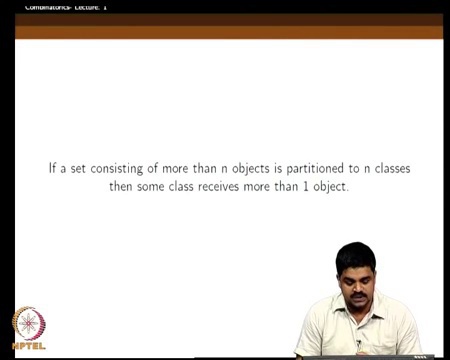 Combinatorics- Lecture: 1
If a set consisting of more than n objects is partitioned to n classes
then some class receives more than 1 object.
NPTEL